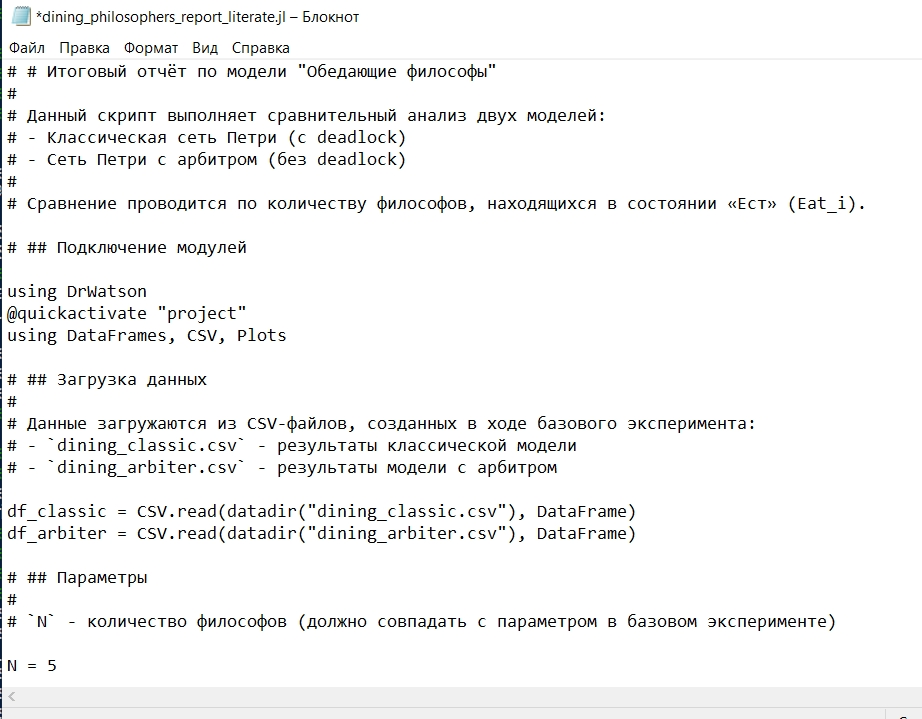 *dining_philosophers_report_literate.jl – Блокнот
Файл Правка Формат Вид Справка
# # Итоговый отчёт по модели "Обедающие философы"
#
# Данный скрипт выполняет сравнительный анализ двух моделей:
# - Классическая сеть Петри (с deadlock)
# - Сеть Петри с арбитром (без deadlock)
#
# Сравнение проводится по количеству философов, находящихся в состоянии «Ест» (Eat_i).
# ## Подключение модулей
using DrWatson
@quickactivate "project"
using DataFrames, CSV, Plots
# ## Загрузка данных
#
# Данные загружаются из CSV-файлов, созданных в ходе базового эксперимента:
# - `dining_classic.csv` - результаты классической модели
# - `dining_arbiter.csv` - результаты модели с арбитром
df_classic = CSV.read(datadir("dining_classic.csv"), DataFrame)
df_arbiter = CSV.read(datadir("dining_arbiter.csv"), DataFrame)
# ## Параметры
#
# `N` - количество философов (должно совпадать с параметром в базовом эксперименте)
N = 5